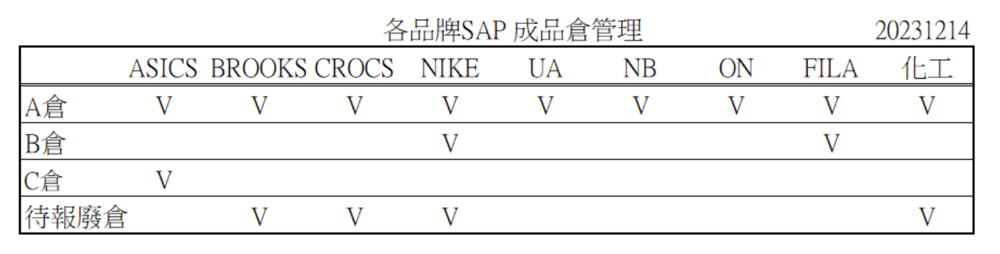 各品牌SAP 成品倉管理 20231214
ASICS BROOKS CROCS NIKE UA NB ON FILA 化工
A倉 V V V V V V V V V
B倉 V V
C倉 V
待報廢倉 V V V V